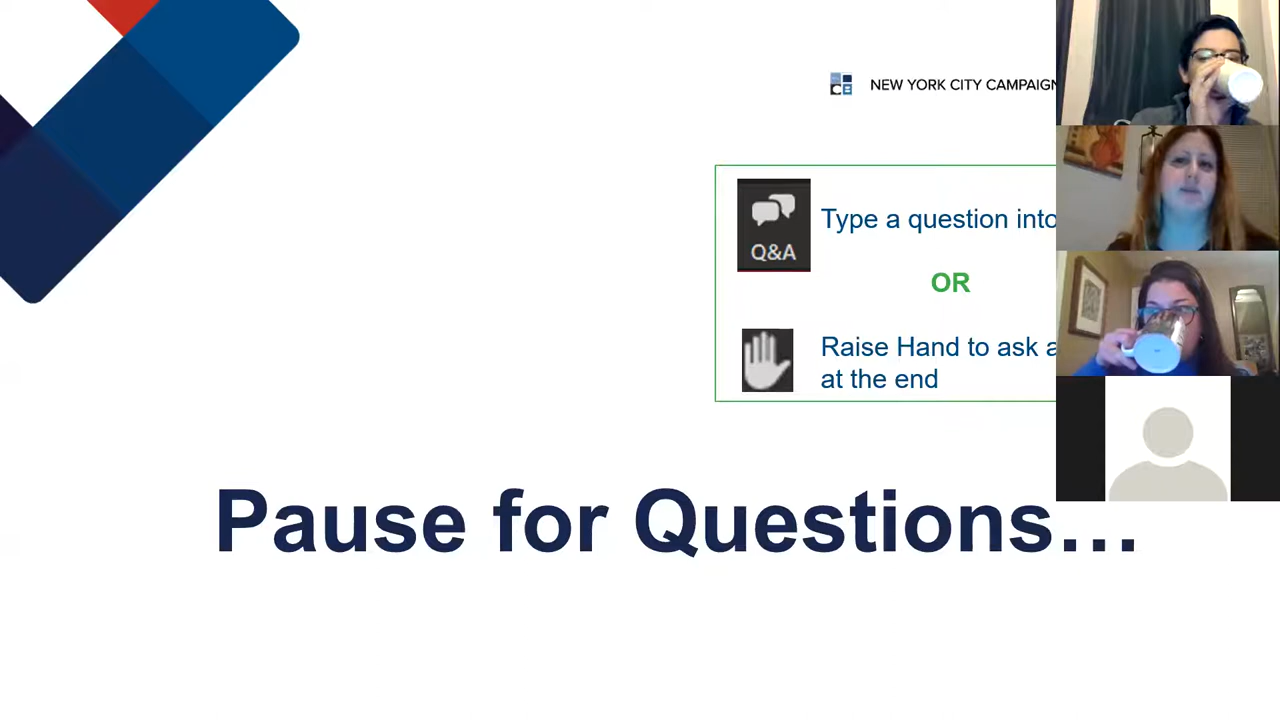 NEW YORK CITY CAMPAIGN
Q&A
Type a question into
OR
Raise Hand to ask a
at the end
Pause for Questions...